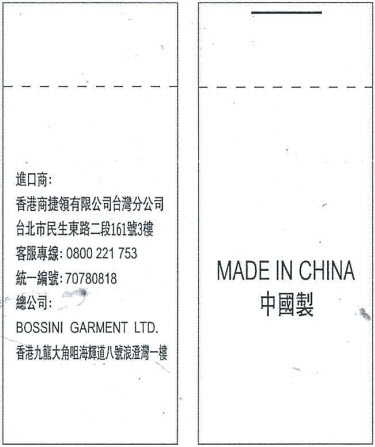 進口商:
香港商捷領有限公司台灣分公司
台北市民生東路二段161號3樓
客服專線: 0800 221 753
統一編號: 70780818
總公司:
BOSSINI GARMENT LTD.
香港九龍大角咀海輝道八號浪澄灣一樓
MADE IN CHINA
中國製